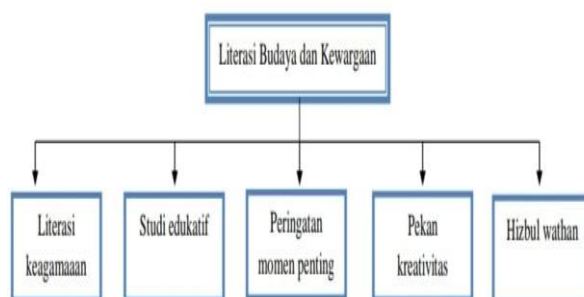 Literasi Budaya dan Kewargaan
Literasi
keagamaaan
Studi edukatif
Peringatan
momen penting
Pekan
kreativitas
Hizbul wathan